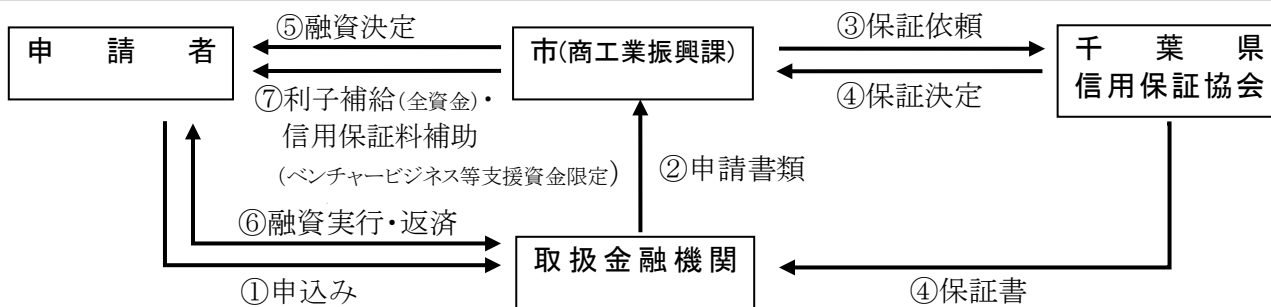 申請者
⑤融資決定
市(商工業振興課)
③保証依頼
千葉県
信用保証協会
④保証決定
⑦利子補給(全資金)・
信用保証料補助
(ベンチャービジネス等支援資金限定)
②申請書類
⑥融資実行・返済
取扱金融機関
①申込み
④保証書